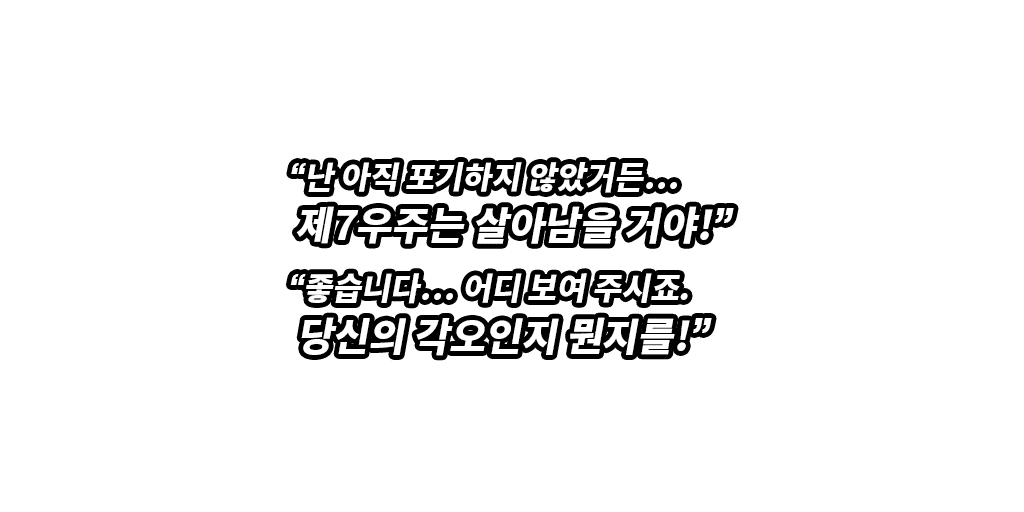 “난 아직 포기하지 않았거든...
제7우주는 살아남을 거야!”
“좋습니다... 어디 보여 주시죠.
당신의 각오인지 뭔지를!”